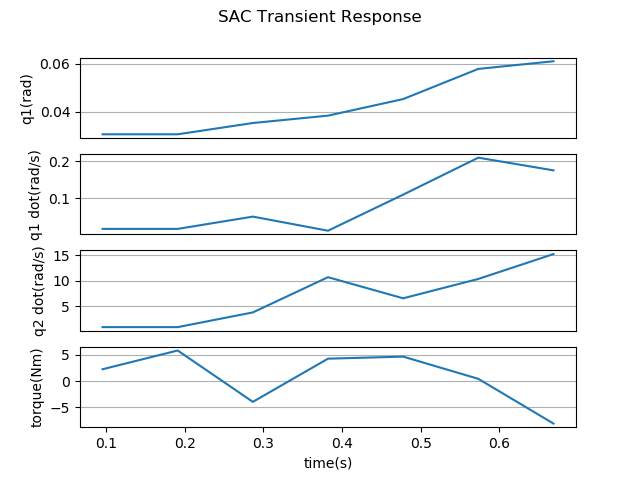 SAC Transient Response
q1(rad)
0.06
0.04
q1 dot(rad/s)
0.2
0.1
q2 dot(rad/s)
15
10
5
torque(Nm)
5
0
−5
0.1 0.2 0.3 0.4 0.5 0.6
time(s)